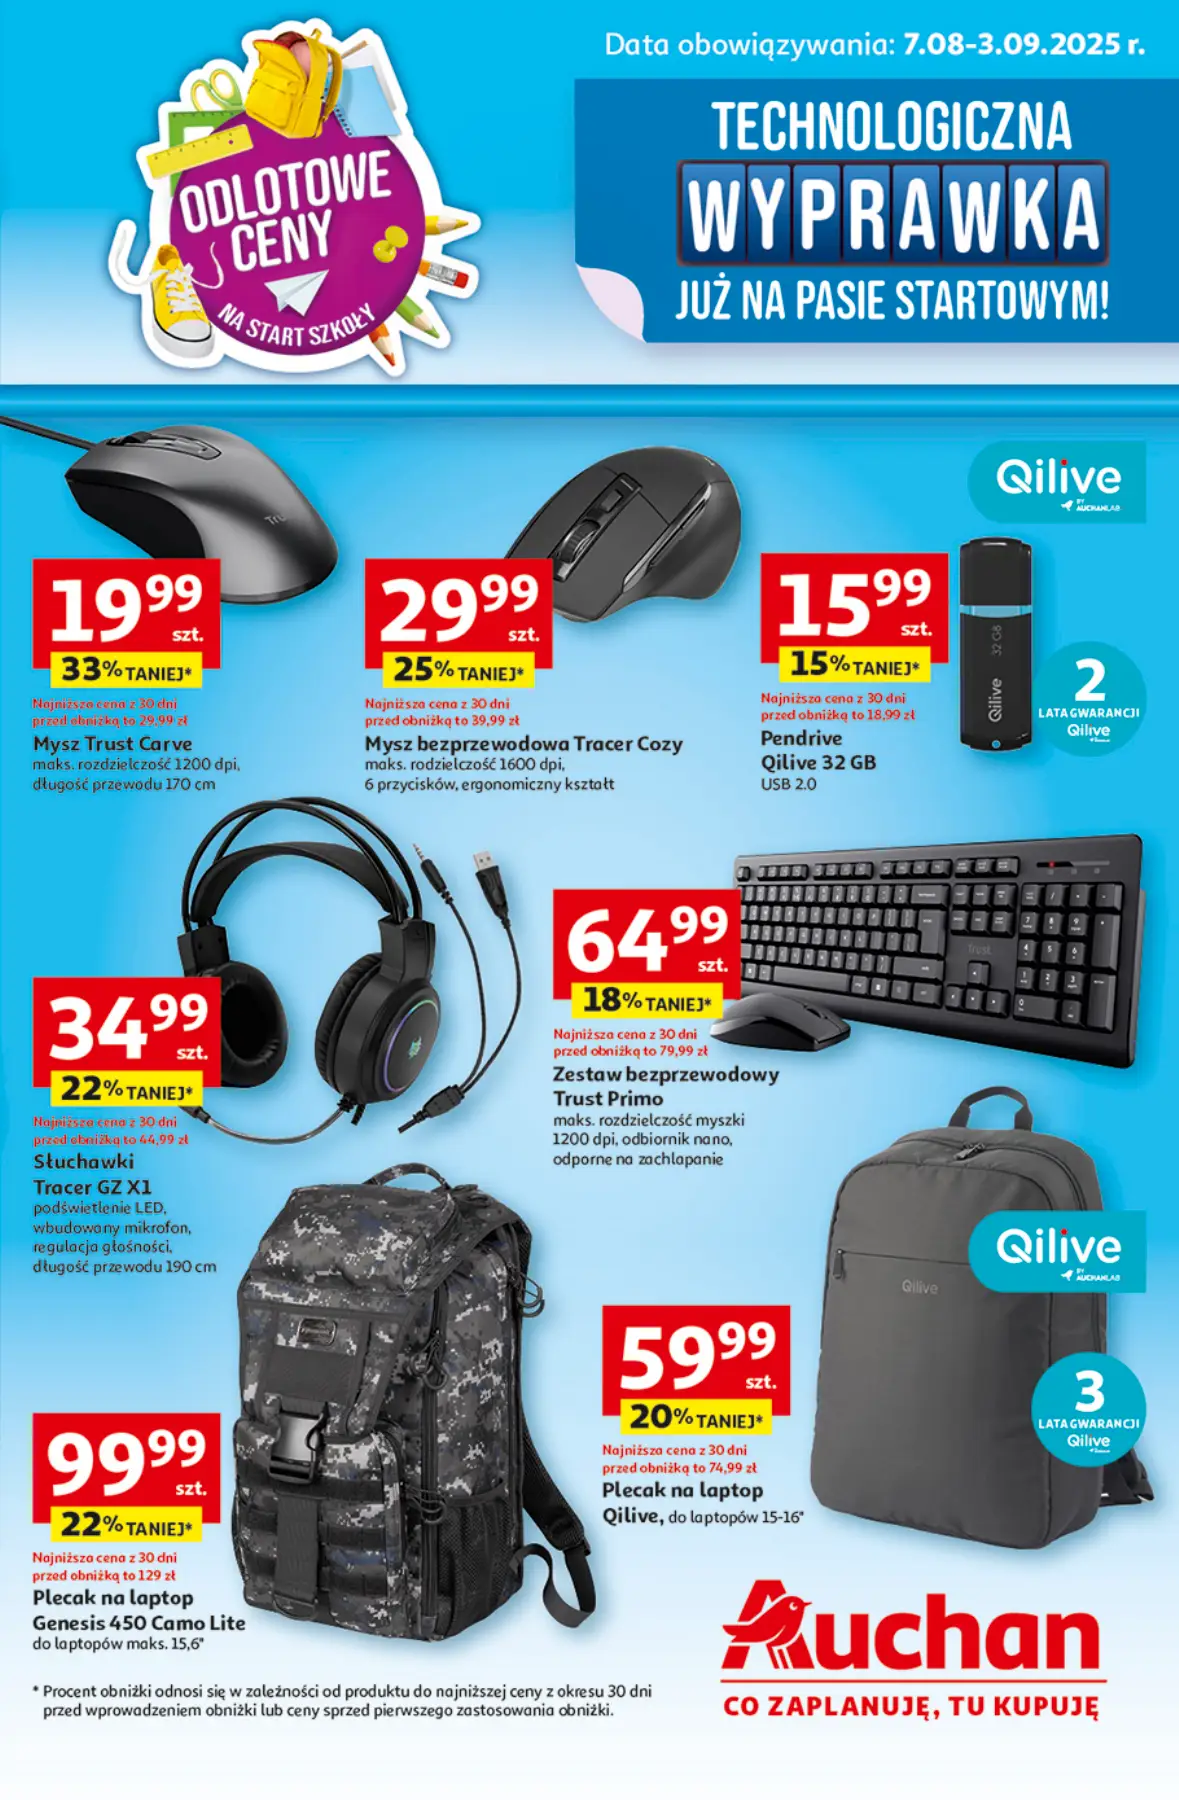 Data obowiązywania: 7.08-3.09.2025 r.
ODLOTOWE
CENY
NA START SZKOŁY
TECHNOLOGICZNA
WYPRAWKA
JUŻ NA PASIE STARTOWYM!
Trust
Qilive
BY
AUCHANLAB
19 99
szt.
33% TANIEJ*
Najniższa cena z 30 dni
przed obniżką to 29,99 zł
Mysz Trust Carve
maks. rozdzielczość 1200 dpi,
długość przewodu 170 cm
29 99
szt.
25% TANIEJ*
Najniższa cena z 30 dni
przed obniżką to 39,99 zł
Mysz bezprzewodowa Tracer Cozy
maks. rodzielczość 1600 dpi,
6 przycisków, ergonomiczny kształt
15 99
szt.
15% TANIEJ*
Najniższa cena z 30 dni
przed obniżką to 18,99 zł
Pendrive
Qilive 32 GB
USB 2.0
Qilive 32 GB
2
LATA GWARANCJI
Qilive
34 99
szt.
22% TANIEJ*
Najniższa cena z 30 dni
przed obniżką to 44,99 zł
Słuchawki
Tracer GZ X1
podświetlenie LED,
wbudowany mikrofon,
regulacja głośności,
długość przewodu 190 cm
64 99
szt.
18% TANIEJ*
Najniższa cena z 30 dni
przed obniżką to 79,99 zł
Zestaw bezprzewodowy
Trust Primo
maks. rozdzielczość myszki
1200 dpi, odbiornik nano,
odporne na zachlapanie
Trust
Qilive
BY
AUCHANLAB
Qilive
59 99
szt.
20% TANIEJ*
Najniższa cena z 30 dni
przed obniżką to 74,99 zł
Plecak na laptop
Qilive, do laptopów 15-16"
3
LATA GWARANCJI
Qilive
99 99
szt.
22% TANIEJ*
Najniższa cena z 30 dni
przed obniżką to 129 zł
Plecak na laptop
Genesis 450 Camo Lite
do laptopów maks. 15,6"
Auchan
CO ZAPLANUJĘ, TU KUPUJĘ
* Procent obniżki odnosi się w zależności od produktu do najniższej ceny z okresu 30 dni
przed wprowadzeniem obniżki lub ceny sprzed pierwszego zastosowania obniżki.